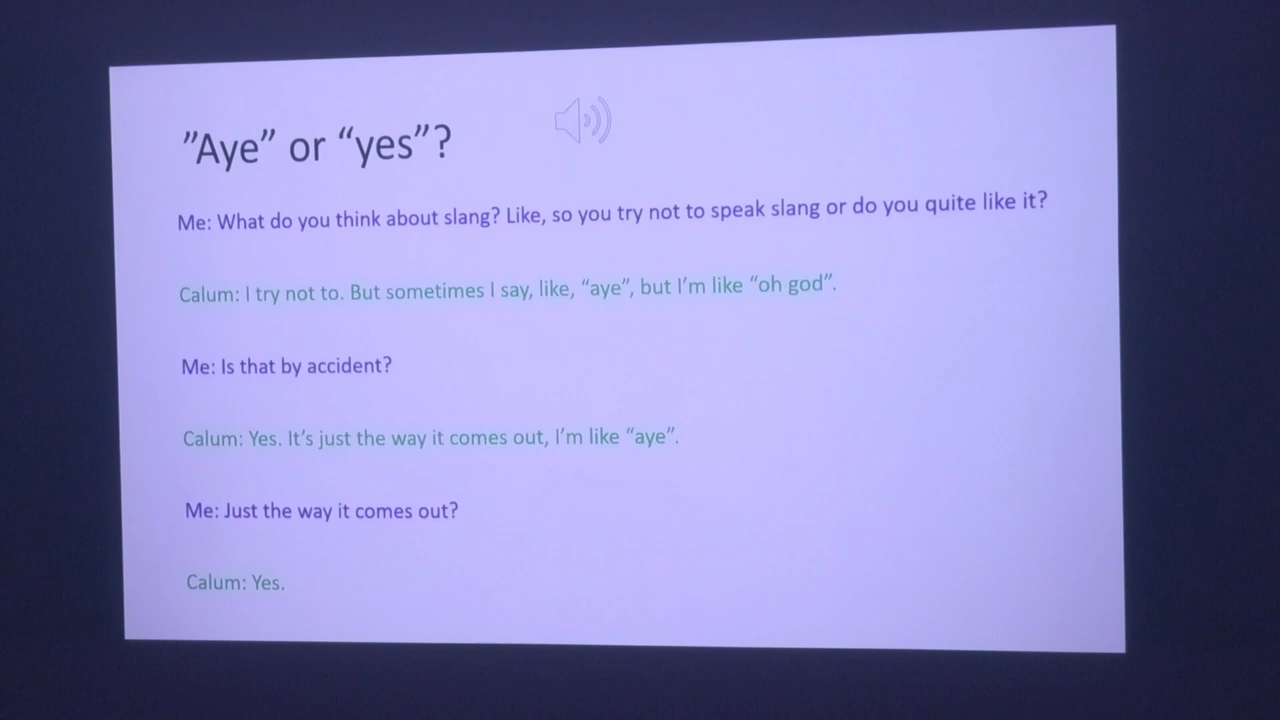 ”Aye” or “yes”?
Me: What do you think about slang? Like, so you try not to speak slang or do you quite like it?
Calum: I try not to. But sometimes I say, like, “aye”, but I’m like “oh god”.
Me: Is that by accident?
Calum: Yes. It’s just the way it comes out, I’m like “aye”.
Me: Just the way it comes out?
Calum: Yes.